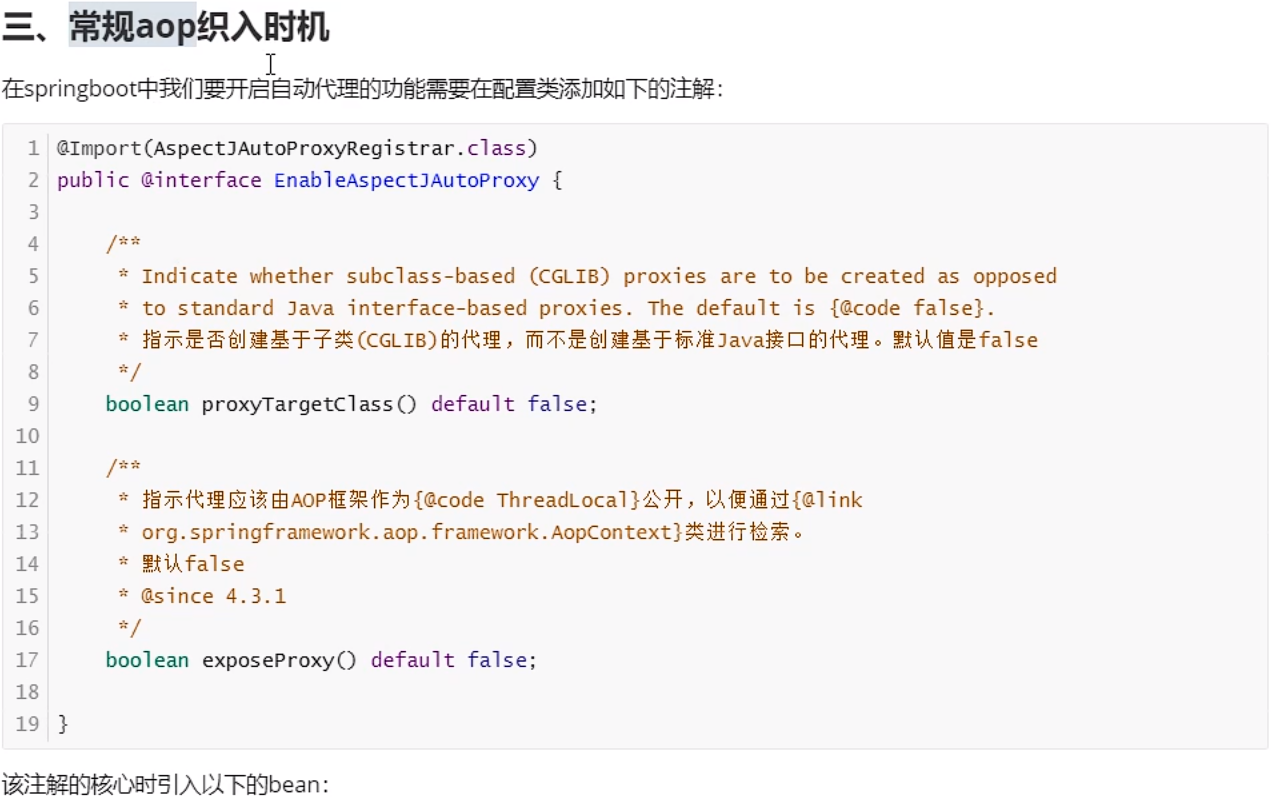 三、常规aop织入时机
在springboot中我们要开启自动代理的功能需要在配置类添加如下的注解：
1 @Import(AspectJAutoProxyRegistrar.class)
2 public @interface EnableAspectJAutoProxy {
3
4 /**
5 * Indicate whether subclass-based (CGLIB) proxies are to be created as opposed
6 * to standard Java interface-based proxies. The default is {@code false}.
7 * 指示是否创建基于子类(CGLIB)的代理，而不是创建基于标准Java接口的代理。默认值是false
8 */
9 boolean proxyTargetClass() default false;
10
11 /**
12 * 指示代理应该由AOP框架作为{@code ThreadLocal}公开，以便通过{@link
13 * org.springframework.aop.framework.AopContext}类进行检索。
14 * 默认false
15 * @since 4.3.1
16 */
17 boolean exposeProxy() default false;
18
19 }
该注解的核心时引入以下的bean：